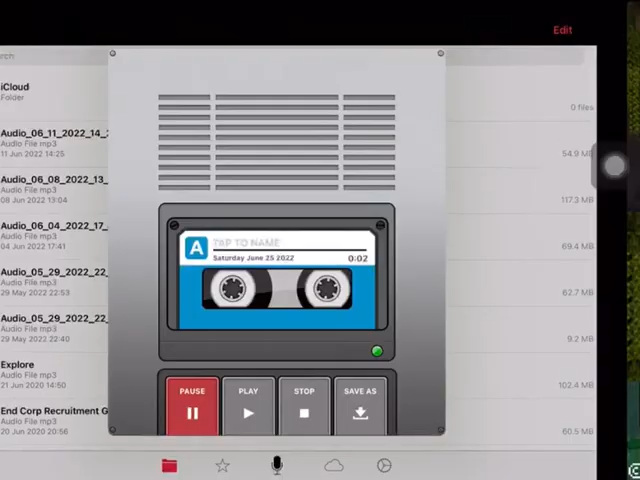 Edit
iCloud
Folder
0 files
Audio_06_11_2022_14_
Audio File mp3
11 Jun 2022 14:25
54.9 MB
Audio_06_08_2022_13_
Audio File mp3
08 Jun 2022 13:04
117.3 MB
Audio_06_04_2022_17_
Audio File mp3
04 Jun 2022 17:41
69.4 MB
Audio_05_29_2022_22_
Audio File mp3
29 May 2022 22:53
62.7 MB
Audio_05_29_2022_22_
Audio File mp3
29 May 2022 22:40
9.2 MB
Explore
Audio File mp3
21 Jun 2020 14:50
102.4 MB
End Corp Recruitment
Audio File mp3
20 Jun 2020 20:56
60.5 MB
A
TAP TO NAME
Saturday June 25 2022 0:02
PAUSE PLAY STOP SAVE AS